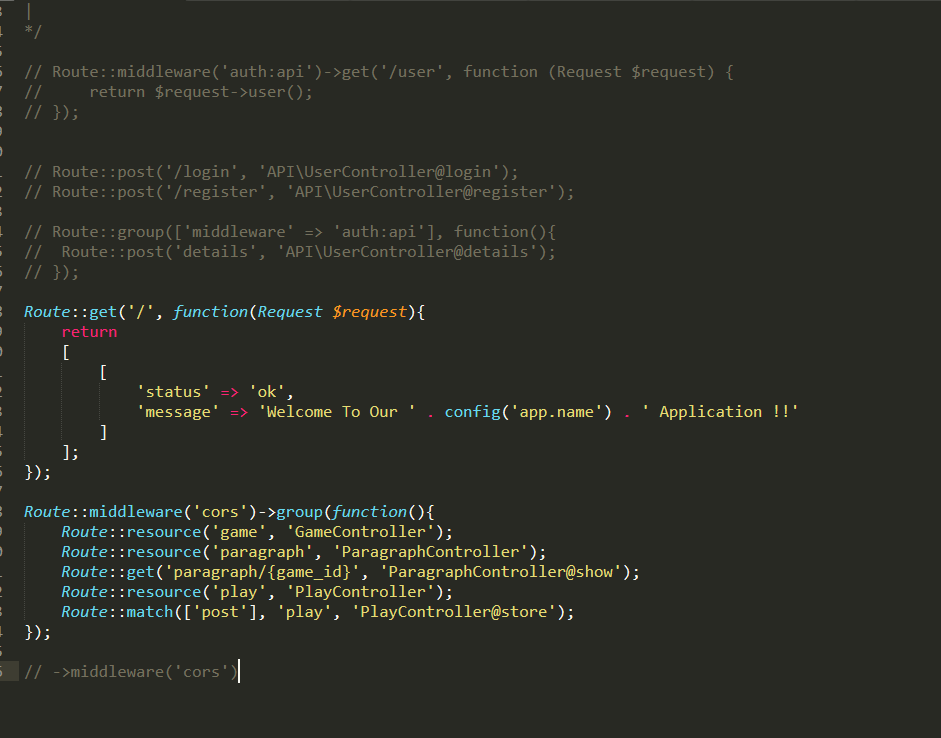 |
*/
// Route::middleware('auth:api')->get('/user', function (Request $request) {
//     return $request->user();
// });
// Route::post('/login', 'API\UserController@login');
// Route::post('/register', 'API\UserController@register');
// Route::group(['middleware' => 'auth:api'], function(){
//  Route::post('details', 'API\UserController@details');
// });
Route::get('/', function(Request $request){
    return
    [
        [
            'status' => 'ok',
            'message' => 'Welcome To Our ' . config('app.name') . ' Application !!'
        ]
    ];
});
Route::middleware('cors')->group(function(){
    Route::resource('game', 'GameController');
    Route::resource('paragraph', 'ParagraphController');
    Route::get('paragraph/{game_id}', 'ParagraphController@show');
    Route::resource('play', 'PlayController');
    Route::match(['post'], 'play', 'PlayController@store');
});
// ->middleware('cors')